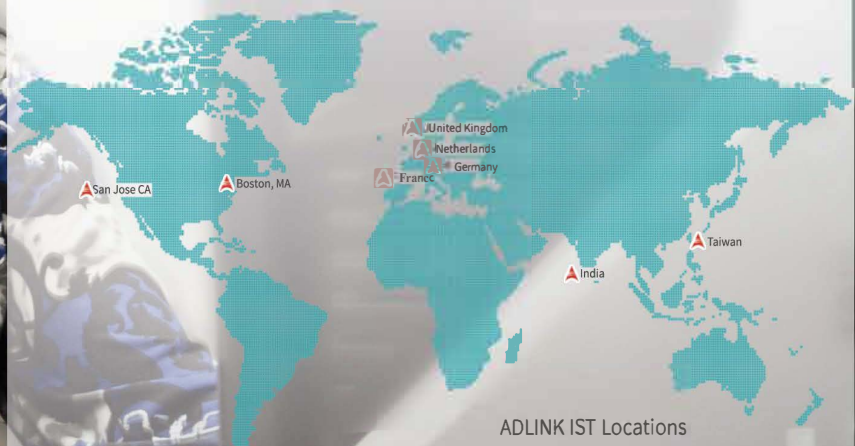 United Kingdom
Netherlands
Germany
France
San Jose CA
Boston, MA
Taiwan
India
ADLINK IST Locations